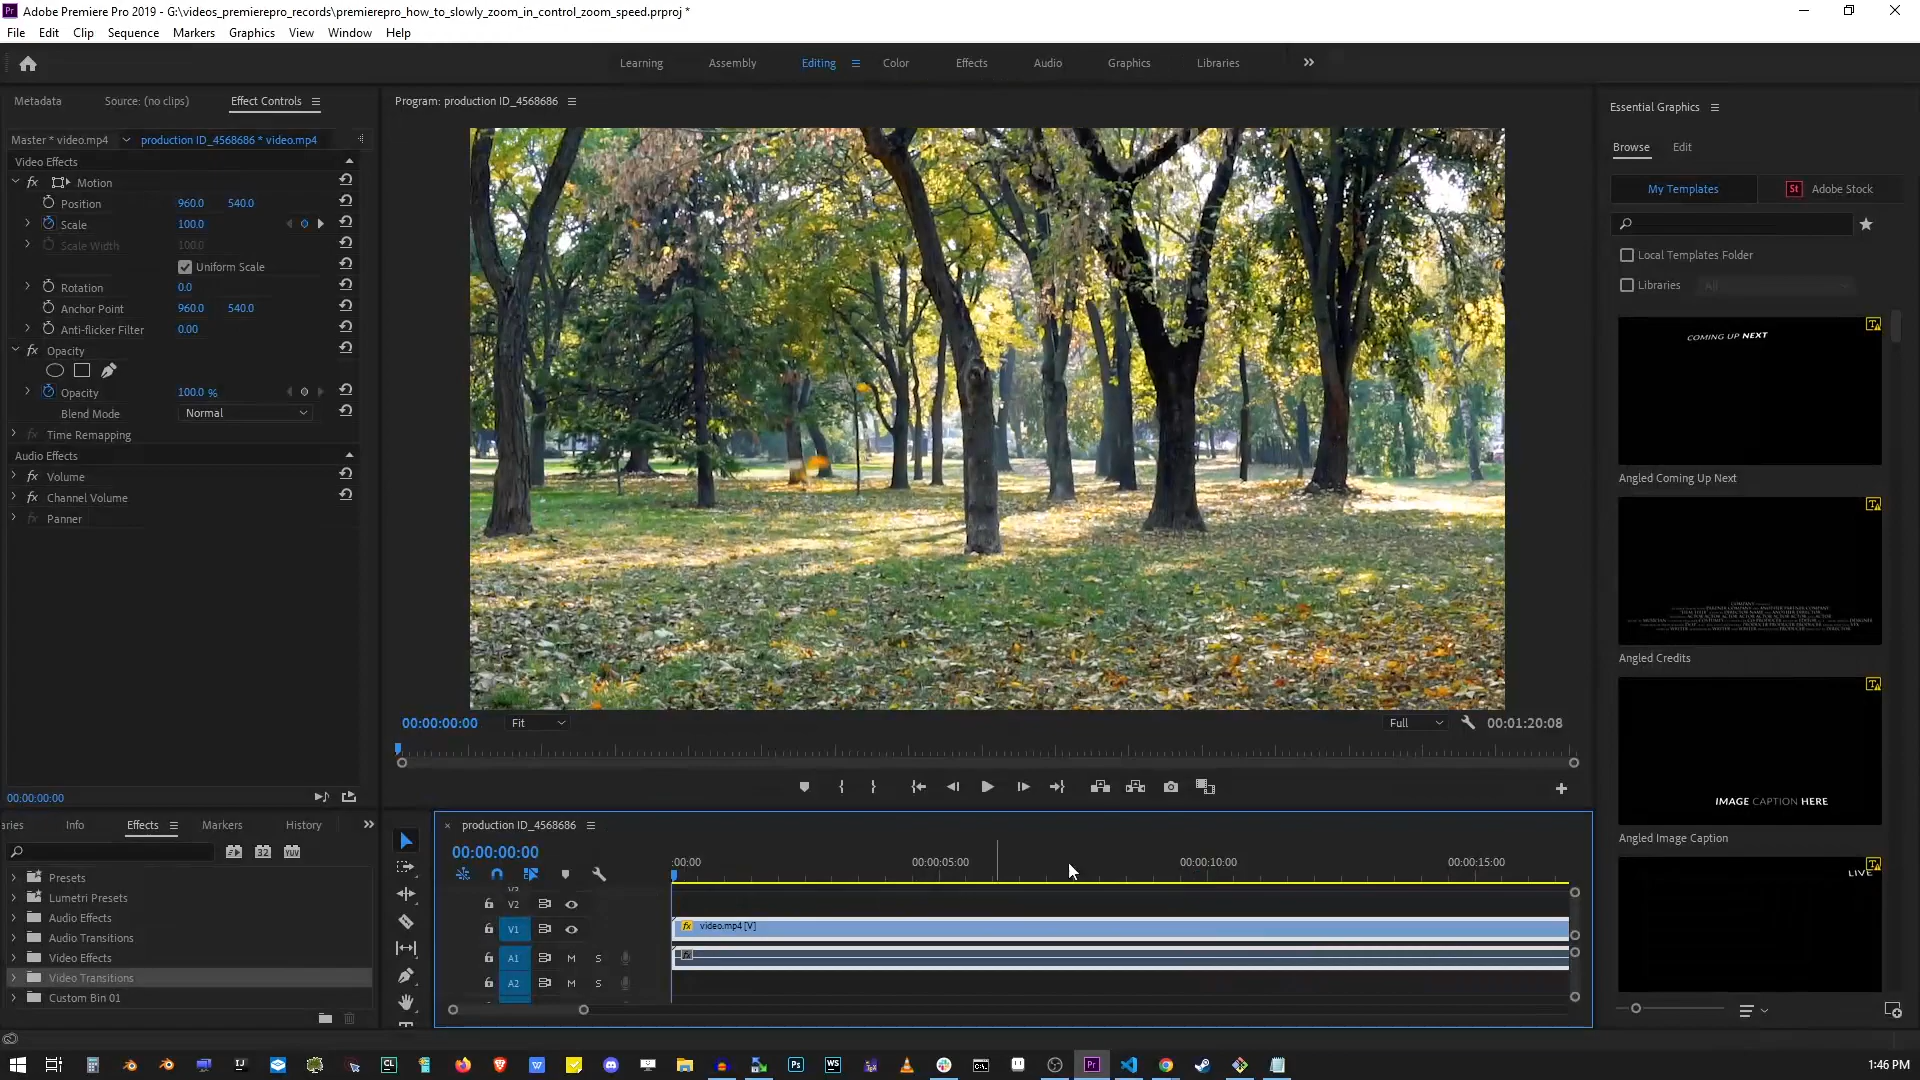 Adobe Premiere Pro 2019 - G:\videos_premierepro_records\premierepro_how_to_slowly_zoom_in_control_zoom_speed.prproj *
File Edit Clip Sequence Markers Graphics View Window Help
Learning Assembly Editing Color Effects Audio Graphics Libraries
Metadata Source: (no clips) Effect Controls
Master * video.mp4 production ID_4568686 * video.mp4
Video Effects
fx Motion
Position 960.0 540.0
Scale 100.0
Scale Width 100.0
Uniform Scale
Rotation 0.0
Anchor Point 960.0 540.0
Anti-flicker Filter 0.00
fx Opacity
Opacity 100.0 %
Blend Mode Normal
fx Time Remapping
Audio Effects
fx Volume
fx Channel Volume
fx Panner
00:00:00:00
Program: production ID_4568686
00:00:00:00 Fit Full 00:01:20:08
Essential Graphics
Browse Edit
My Templates St Adobe Stock
Local Templates Folder
Libraries All
COMING UP NEXT
Angled Coming Up Next
Angled Credits
IMAGE CAPTION HERE
Angled Image Caption
LIVE
aries Info Effects Markers History
32 YUV
Presets
Lumetri Presets
Audio Effects
Audio Transitions
Video Effects
Video Transitions
Custom Bin 01
production ID_4568686
00:00:00:00
:00:00 00:00:05:00 00:00:10:00 00:00:15:00
V3
V2
V1 fx video.mp4 [V]
A1 M S fx
A2 M S
1:46 PM